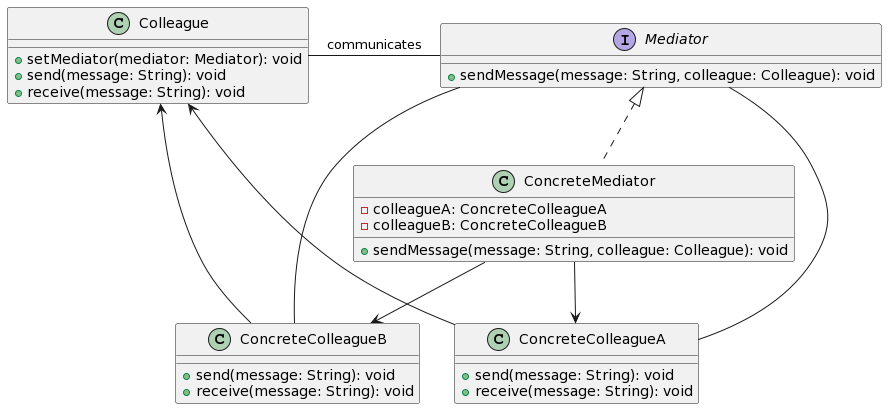 C Colleague
setMediator(mediator: Mediator): void
send(message: String): void
receive(message: String): void
communicates
I Mediator
sendMessage(message: String, colleague: Colleague): void
C ConcreteMediator
colleagueA: ConcreteColleagueA
colleagueB: ConcreteColleagueB
sendMessage(message: String, colleague: Colleague): void
C ConcreteColleagueB
send(message: String): void
receive(message: String): void
C ConcreteColleagueA
send(message: String): void
receive(message: String): void